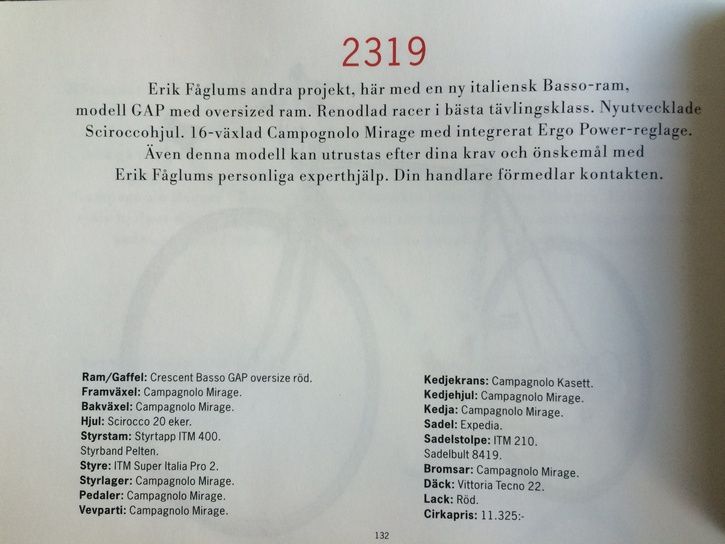 2319
Erik Fåglums andra projekt, här med en ny italiensk Basso-ram,
modell GAP med oversized ram. Renodlad racer i bästa tävlingsklass. Nyutvecklade
Sciroccohjul. 16-växlad Campognolo Mirage med integrerat Ergo Power-reglage.
Även denna modell kan utrustas efter dina krav och önskemål med
Erik Fåglums personliga experthjälp. Din handlare förmedlar kontakten.
Ram/Gaffel: Crescent Basso GAP oversize röd.
Framväxel: Campagnolo Mirage.
Bakväxel: Campagnolo Mirage.
Hjul: Scirocco 20 eker.
Styrstam: Styrtapp ITM 400.
Styrband Pelten.
Styre: ITM Super Italia Pro 2.
Styrlager: Campagnolo Mirage.
Pedaler: Campagnolo Mirage.
Vevparti: Campagnolo Mirage.
Kedjekrans: Campagnolo Kasett.
Kedjehjul: Campagnolo Mirage.
Kedja: Campagnolo Mirage.
Sadel: Expedia.
Sadelstolpe: ITM 210.
Sadelbult 8419.
Bromsar: Campagnolo Mirage.
Däck: Vittoria Tecno 22.
Lack: Röd.
Cirkapris: 11.325:-
132